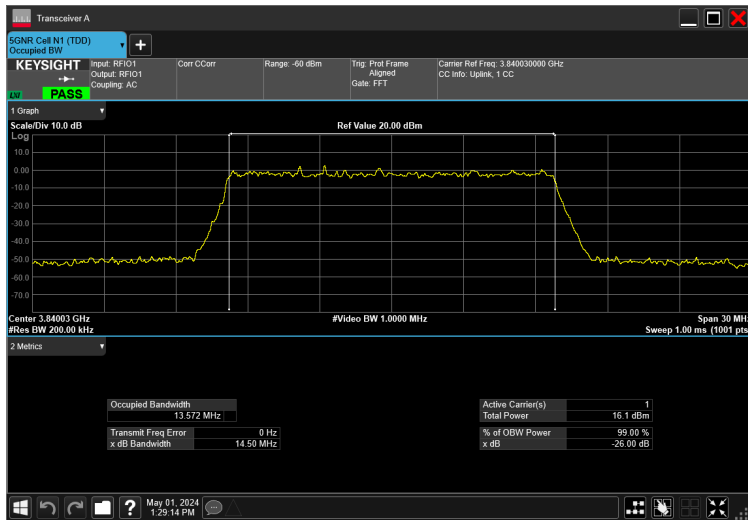 Transceiver A
5GNR Cell N1 (TDD)
Occupied BW
+
KEYSIGHT
LXI
PASS
Input: RFIO1
Output: RFIO1
Coupling: AC
Corr CCorr
Range: -60 dBm
Trig: Prot Frame
Aligned
Gate: FFT
Carrier Ref Freq: 3.840030000 GHz
CC Info: Uplink, 1 CC
1 Graph
Scale/Div 10.0 dB
Ref Value 20.00 dBm
Log
10.0
0.00
-10.0
-20.0
-30.0
-40.0
-50.0
-60.0
-70.0
Center 3.84003 GHz
#Video BW 1.0000 MHz
Span 30 MHz
#Res BW 200.00 kHz
Sweep 1.00 ms (1001 pts
2 Metrics
Occupied Bandwidth
13.572 MHz
Transmit Freq Error 0 Hz
x dB Bandwidth 14.50 MHz
Active Carrier(s) 1
Total Power 16.1 dBm
% of OBW Power 99.00 %
x dB -26.00 dB
?
May 01, 2024
1:29:14 PM